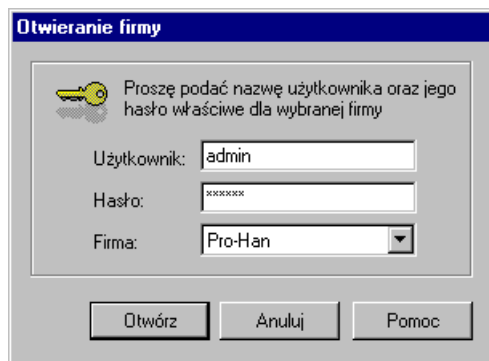 Otwieranie firmy
Proszę podać nazwę użytkownika oraz jego
hasło właściwe dla wybranej firmy
Użytkownik: admin
Hasło: ******
Firma: Pro-Han
Otwórz Anuluj Pomoc